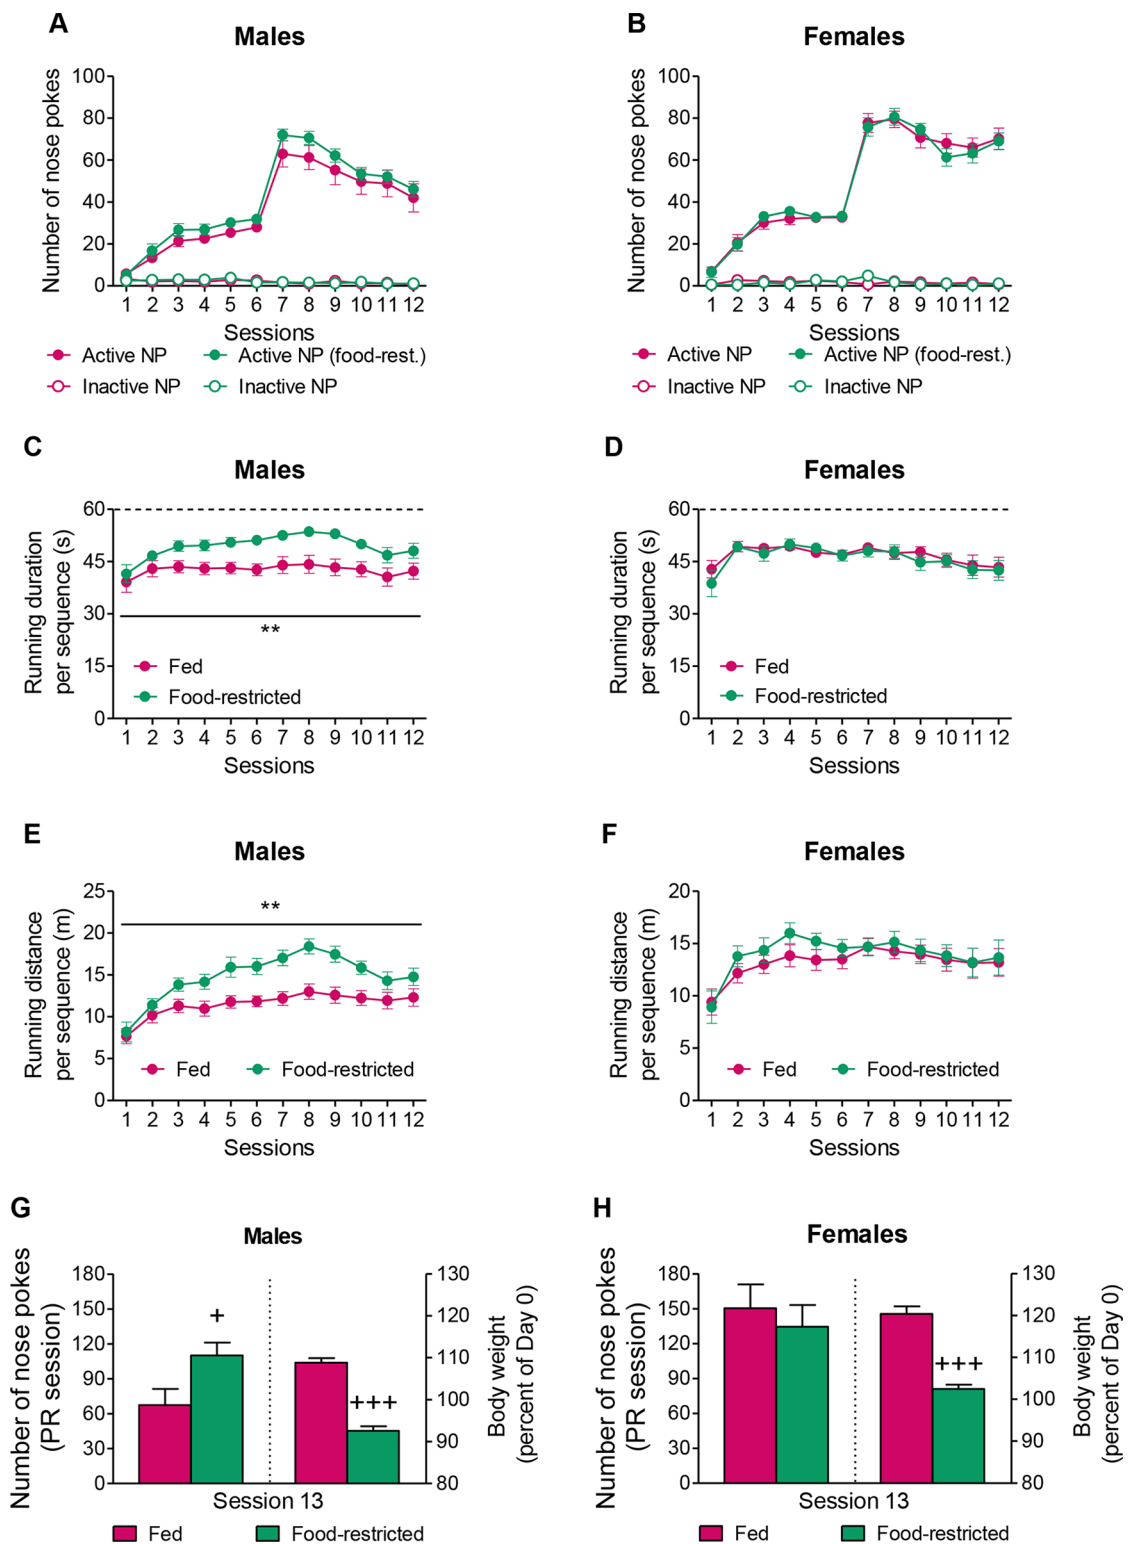 A
Males
Number of nose pokes
100
80
60
40
20
0
1 2 3 4 5 6 7 8 9 10 11 12
Sessions
Active NP
Active NP (food-rest.)
Inactive NP
Inactive NP
B
Females
Number of nose pokes
100
80
60
40
20
0
1 2 3 4 5 6 7 8 9 10 11 12
Sessions
Active NP
Active NP (food-rest.)
Inactive NP
Inactive NP
C
Males
Running duration
per sequence (s)
60
45
30
15
0
**
Fed
Food-restricted
1 2 3 4 5 6 7 8 9 10 11 12
Sessions
D
Females
Running duration
per sequence (s)
60
45
30
15
0
Fed
Food-restricted
1 2 3 4 5 6 7 8 9 10 11 12
Sessions
E
Males
Running distance
per sequence (m)
25
20
15
10
5
0
**
Fed
Food-restricted
1 2 3 4 5 6 7 8 9 10 11 12
Sessions
F
Females
Running distance
per sequence (m)
20
15
10
5
0
Fed
Food-restricted
1 2 3 4 5 6 7 8 9 10 11 12
Sessions
G
Males
Number of nose pokes
(PR session)
180
150
120
90
60
30
0
+
+++
130
120
110
100
90
80
Body weight
(percent of Day 0)
Session 13
Fed
Food-restricted
H
Females
Number of nose pokes
(PR session)
180
150
120
90
60
30
0
+++
130
120
110
100
90
80
Body weight
(percent of Day 0)
Session 13
Fed
Food-restricted